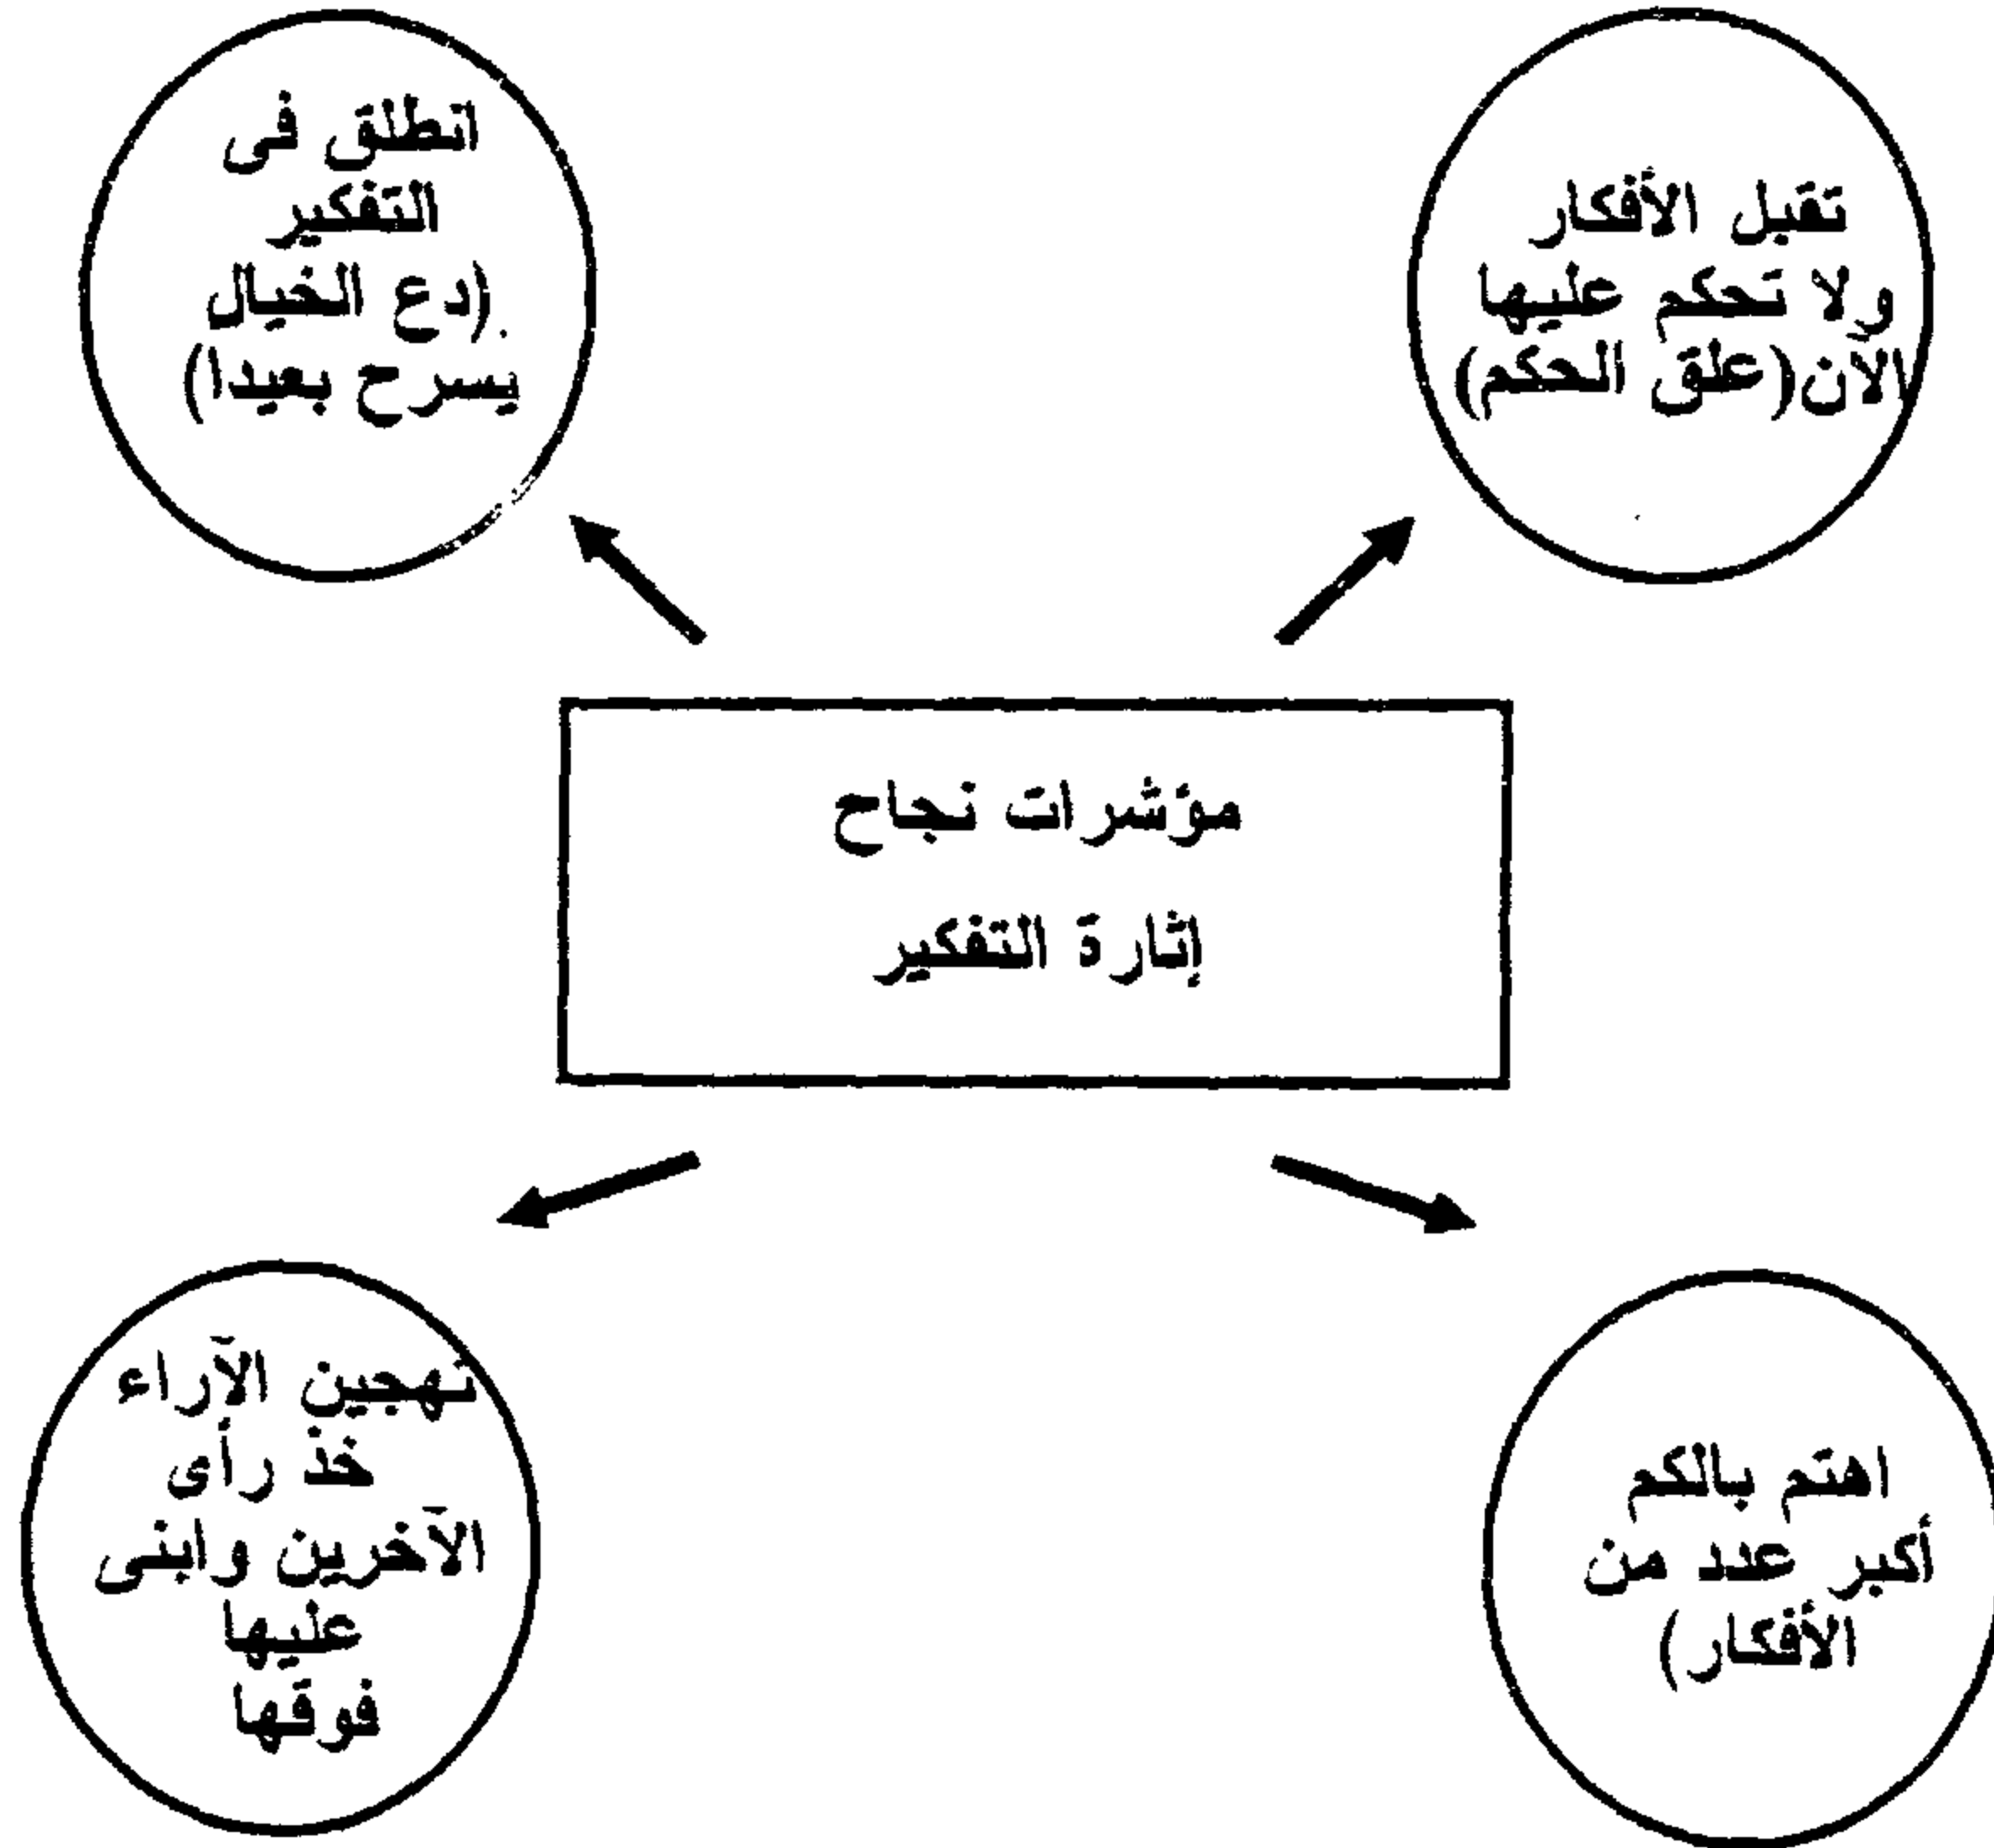 تقبل الأفكار
ولا تحكم عليها
الآن(علق الحكم)
انطلق فى
التفكير
(دع الخيال
يسرح بعيدا)
مؤشرات نجاح
إثارة التفكير
اهتم بالكم
أكبر عدد من
الأفكار)
تهجين الآراء
خذ رأى
الآخرين وابنى
عليها
فوقها